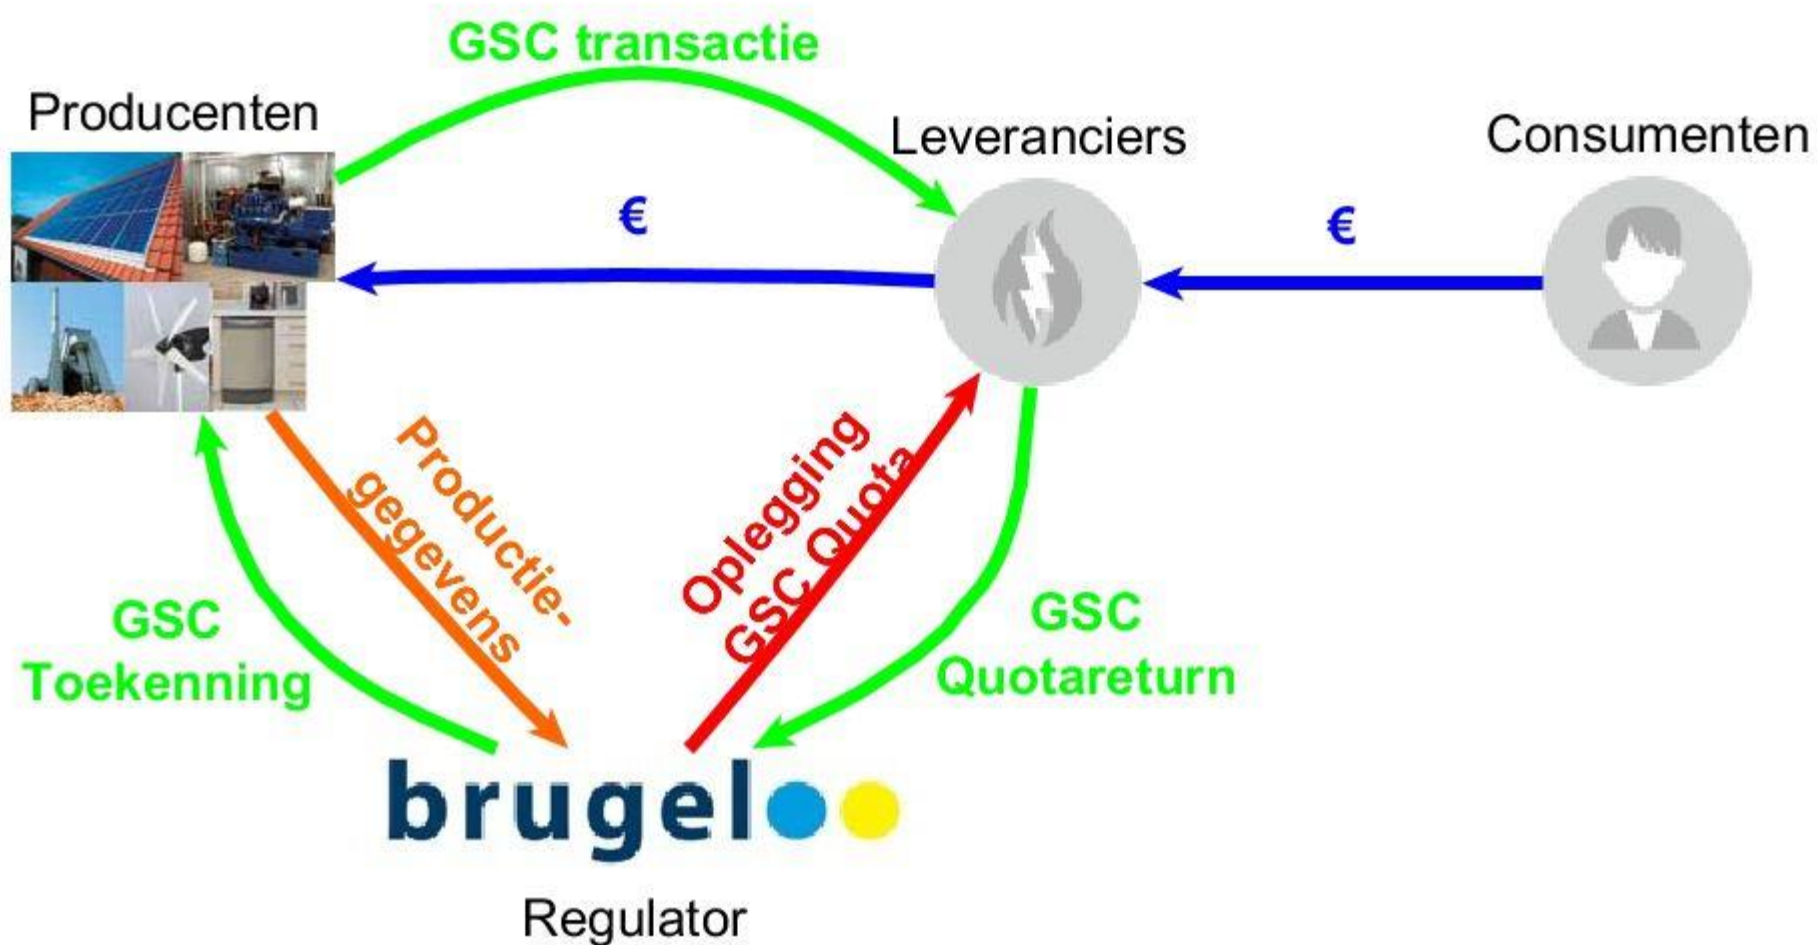 GSC transactie
Producenten
Leveranciers
Consumenten
€
€
Productie-
gegevens
Oplegging
GSC Quota
GSC
Toekenning
GSC
Quotareturn
brugel
Regulator